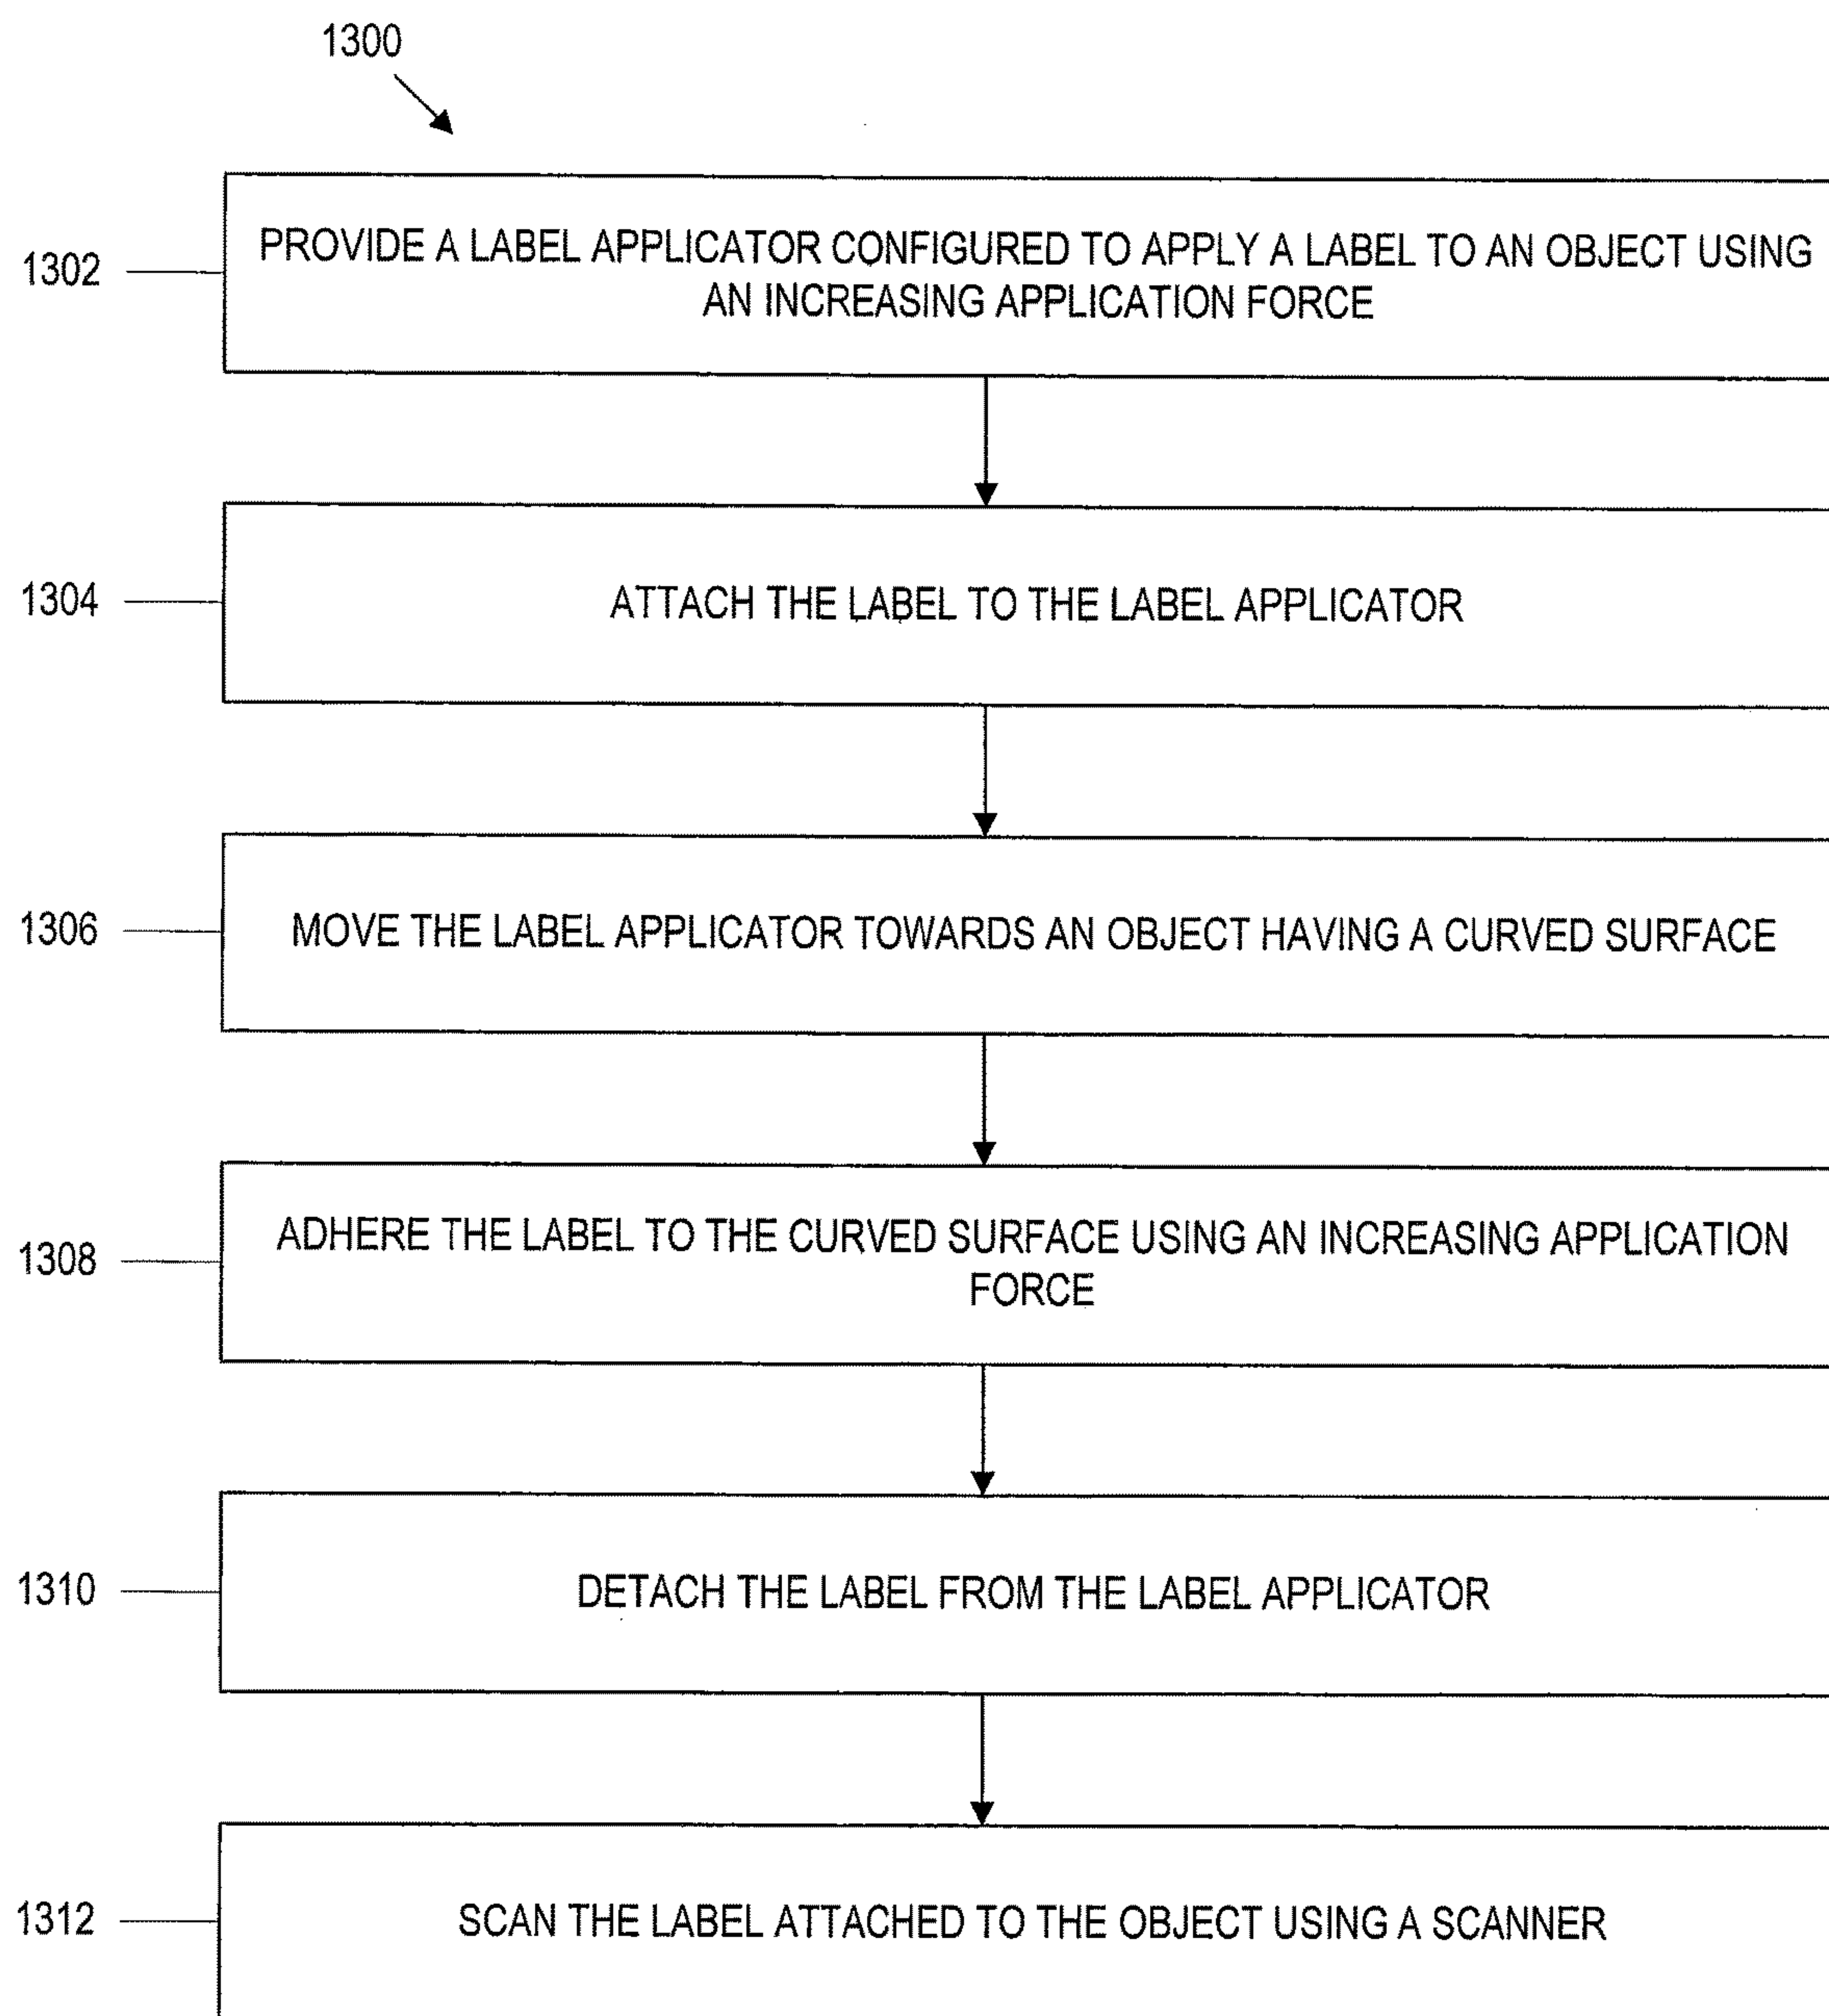 1300
1302
PROVIDE A LABEL APPLICATOR CONFIGURED TO APPLY A LABEL TO AN OBJECT USING
AN INCREASING APPLICATION FORCE
1304
ATTACH THE LABEL TO THE LABEL APPLICATOR
1306
MOVE THE LABEL APPLICATOR TOWARDS AN OBJECT HAVING A CURVED SURFACE
1308
ADHERE THE LABEL TO THE CURVED SURFACE USING AN INCREASING APPLICATION
FORCE
1310
DETACH THE LABEL FROM THE LABEL APPLICATOR
1312
SCAN THE LABEL ATTACHED TO THE OBJECT USING A SCANNER